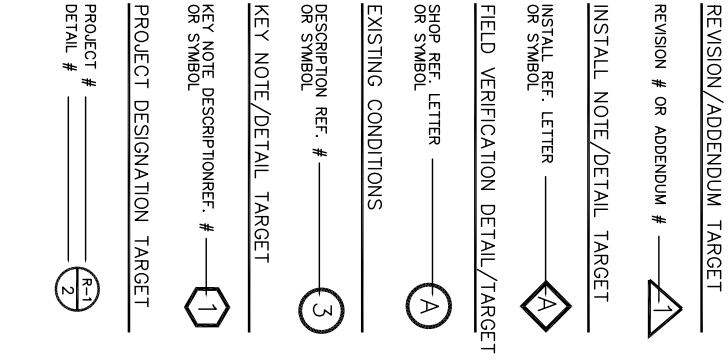 REVISION/ADDENDUM TARGET
REVISION # OR ADDENDUM #
1
INSTALL NOTE/DETAIL TARGET
INSTALL REF. LETTER
OR SYMBOL
A
FIELD VERIFICATION DETAIL/TARGET
SHOP REF. LETTER
OR SYMBOL
A
EXISTING CONDITIONS
DESCRIPTION REF. #
OR SYMBOL
3
KEY NOTE/DETAIL TARGET
KEY NOTE DESCRIPTIONREF. #
OR SYMBOL
1
PROJECT DESIGNATION TARGET
PROJECT #
DETAIL #
R-1
2